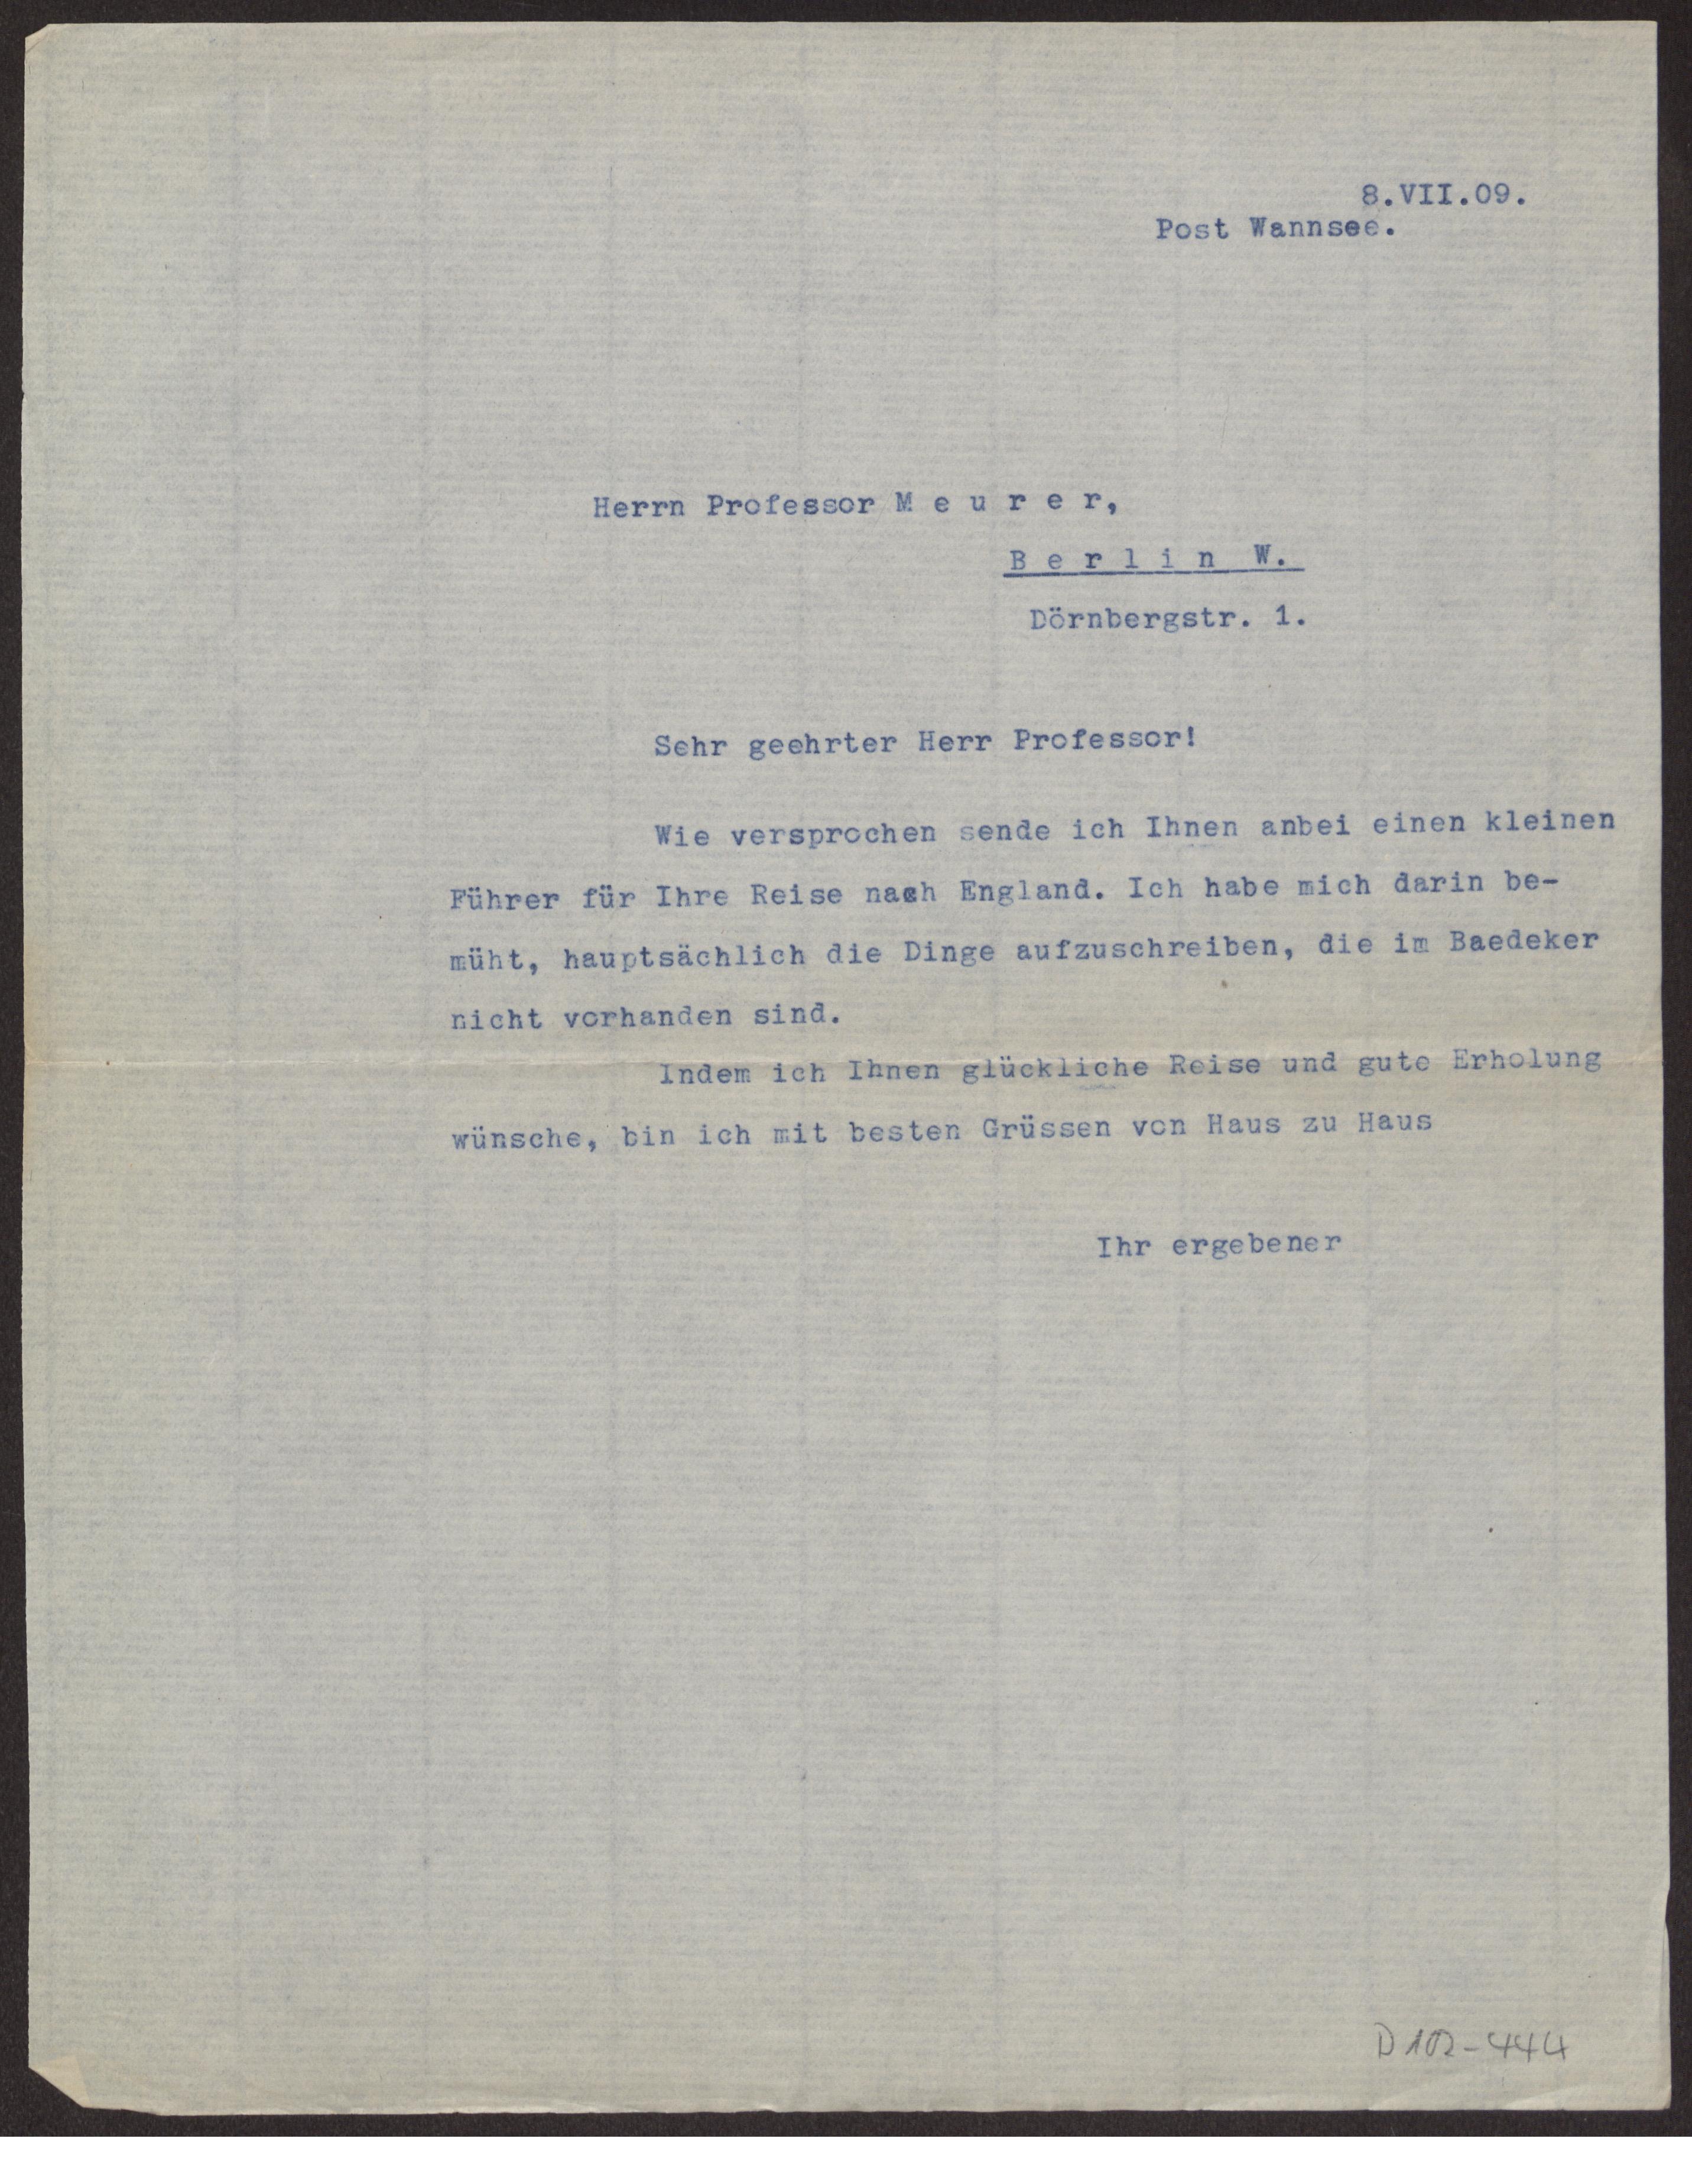 8.VII.09.
Post Wannsee.
Herrn Professor M e u r e r,
B e r l i n  W.
Dörnbergstr. 1.
Sehr geehrter Herr Professor!
Wie versprochen sende ich Ihnen anbei einen kleinen
Führer für Ihre Reise nach England. Ich habe mich darin be-
müht, hauptsächlich die Dinge aufzuschreiben, die im Baedeker
nicht vorhanden sind.
Indem ich Ihnen glückliche Reise und gute Erholung
wünsche, bin ich mit besten Grüssen von Haus zu Haus
Ihr ergebener
D 102-444